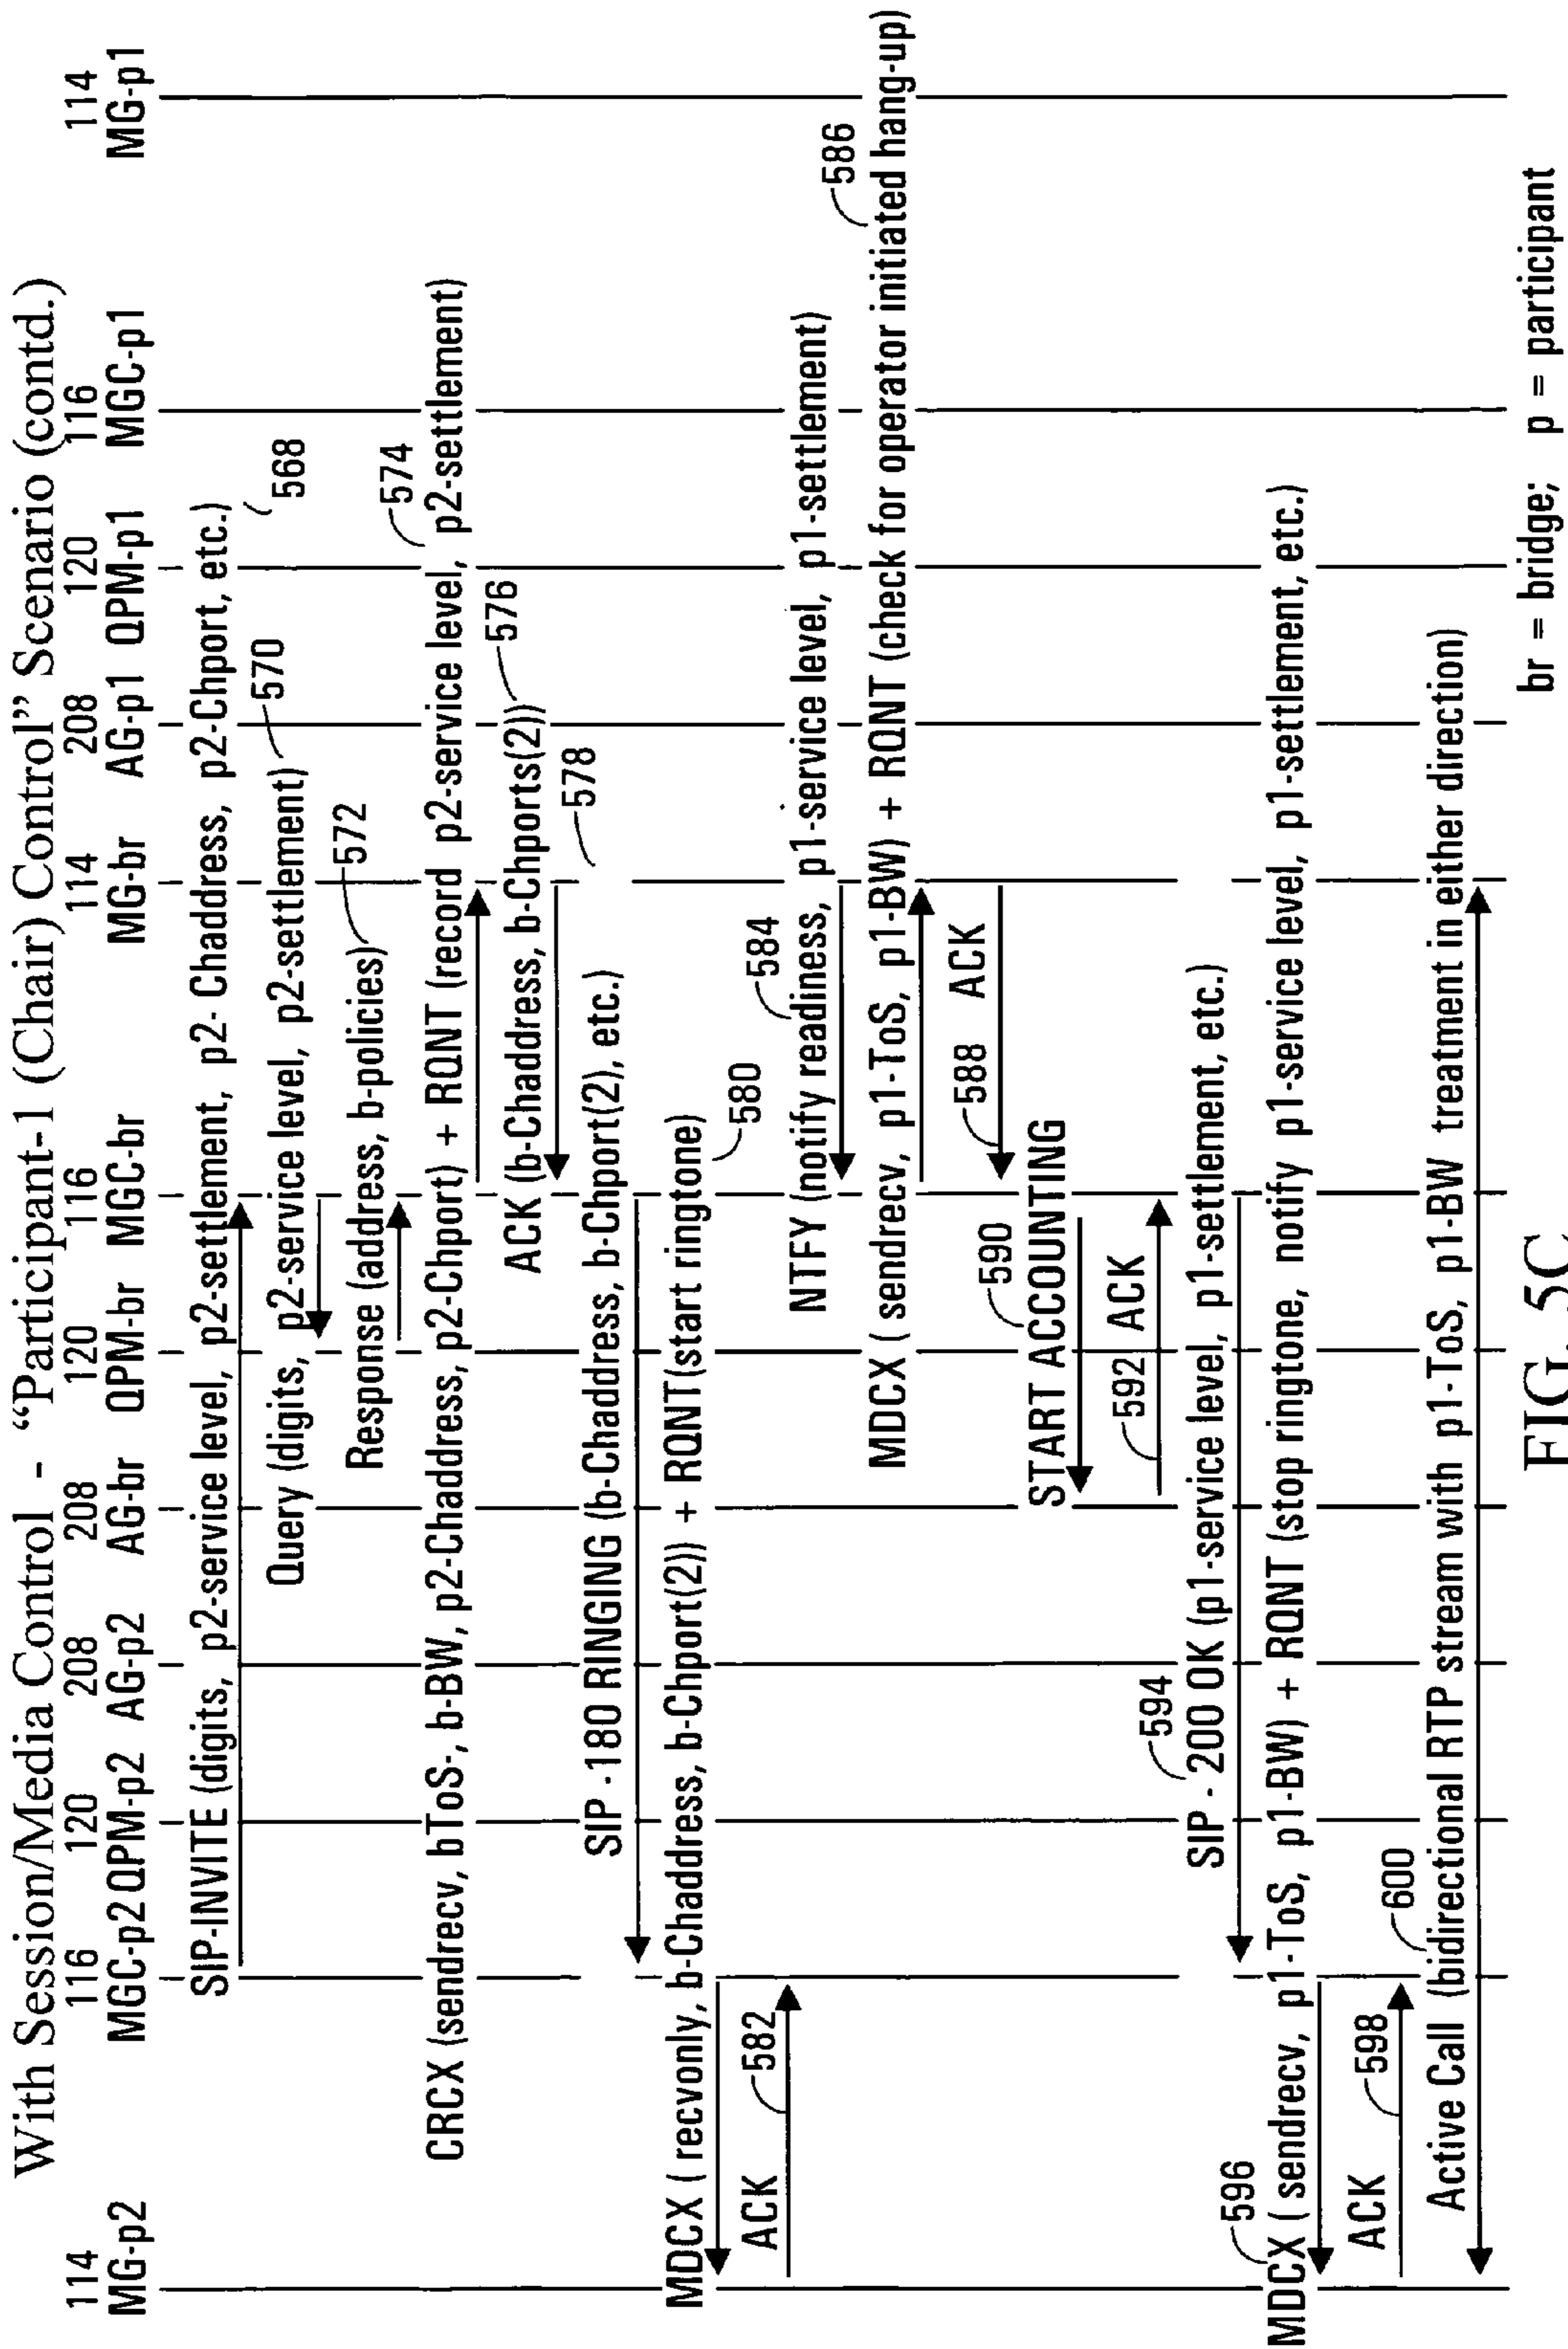 With Session/Media Control - “Participant-1 (Chair) Control” Scenario (contd.)
114 116 120 208 208 120 116 114 208 120 116 114
MG-p2 MGC-p2 QPM-p2 AG-p2 AG-br QPM-br MGC-br MG-br AG-p1 QPM-p1 MGC-p1 MG-p1
SIP-INVITE (digits, p2-service level, p2-settlement, p2- Chaddress, p2-Chport, etc.)
568
Query (digits, p2-service level, p2-settlement)
570
Response (address, b-policies)
572
574
CRCX (sendrecv, bToS-, b-BW, p2-Chaddress, p2-Chport) + RQNT (record p2-service level, p2-settlement)
576
ACK (b-Chaddress, b-Chports(2))
578
SIP -180 RINGING (b-Chaddress, b-Chport(2), etc.)
MDCX ( recvonly, b-Chaddress, b-Chport(2)) + RQNT(start ringtone)
580
ACK 582
584
NTFY (notify readiness, p1-service level, p1-settlement)
586
MDCX ( sendrecv, p1-ToS, p1-BW) + RQNT (check for operator initiated hang-up)
588 ACK
590
START ACCOUNTING
592 ACK
594
SIP - 200 OK (p1-service level, p1-settlement, etc.)
596
MDCX ( sendrecv, p1-ToS, p1-BW) + RQNT (stop ringtone, notify p1-service level, p1-settlement, etc.)
ACK 598
600
Active Call (bidirectional RTP stream with p1-ToS, p1-BW treatment in either direction)
br = bridge; p = participant
FIG. 5C